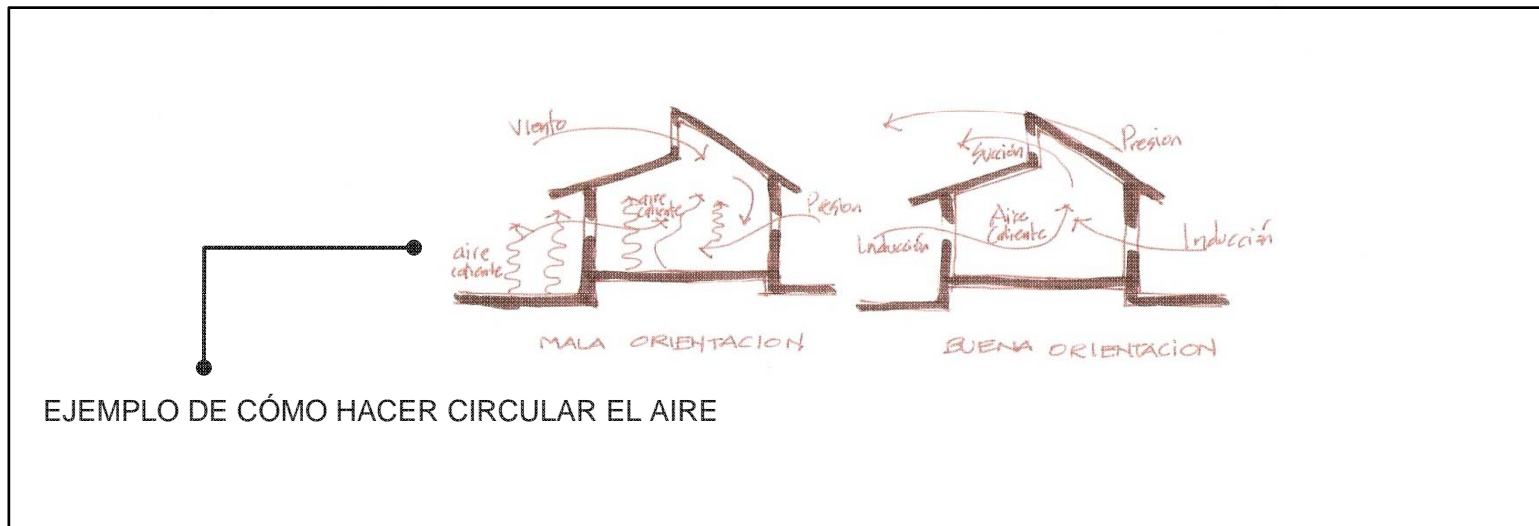 Viento
aire
caliente
Presion
aire
caliente
MALA ORIENTACION
Succión
Presion
Aire
Caliente
Inducción
Inducción
BUENA ORIENTACION
EJEMPLO DE CÓMO HACER CIRCULAR EL AIRE